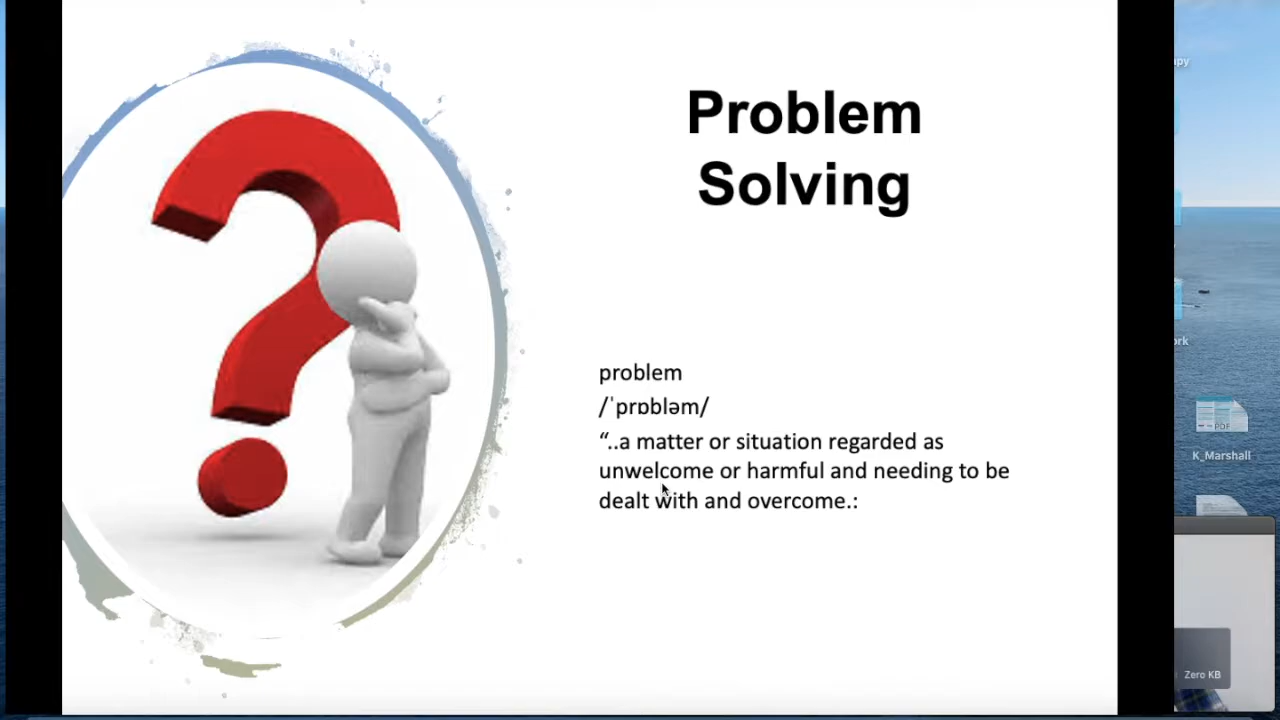 Problem
Solving
problem
/ˈprɒbləm/
“..a matter or situation regarded as
unwelcome or harmful and needing to be
dealt with and overcome.:
PDF
K_Marshall
Zero KB